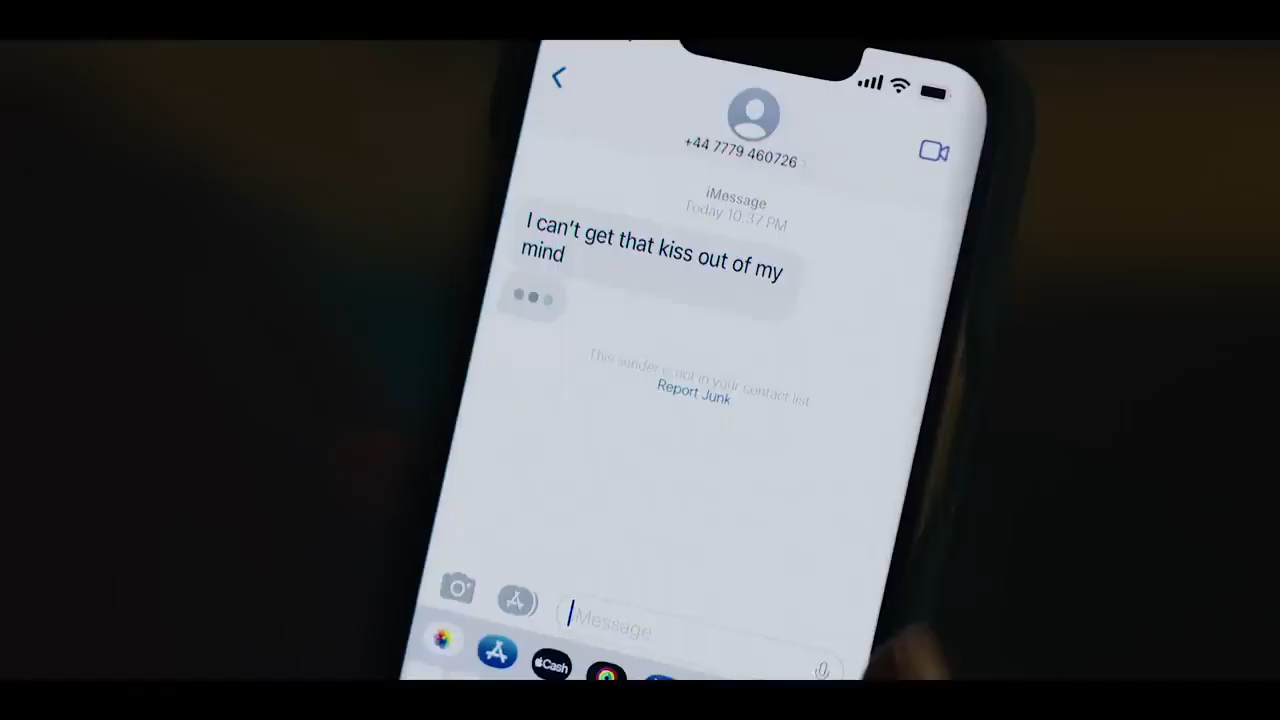 +44 7779 460726
iMessage
Today 10:37 PM
I can't get that kiss out of my
mind
This sender is not in your contact list
Report Junk
iMessage
Cash